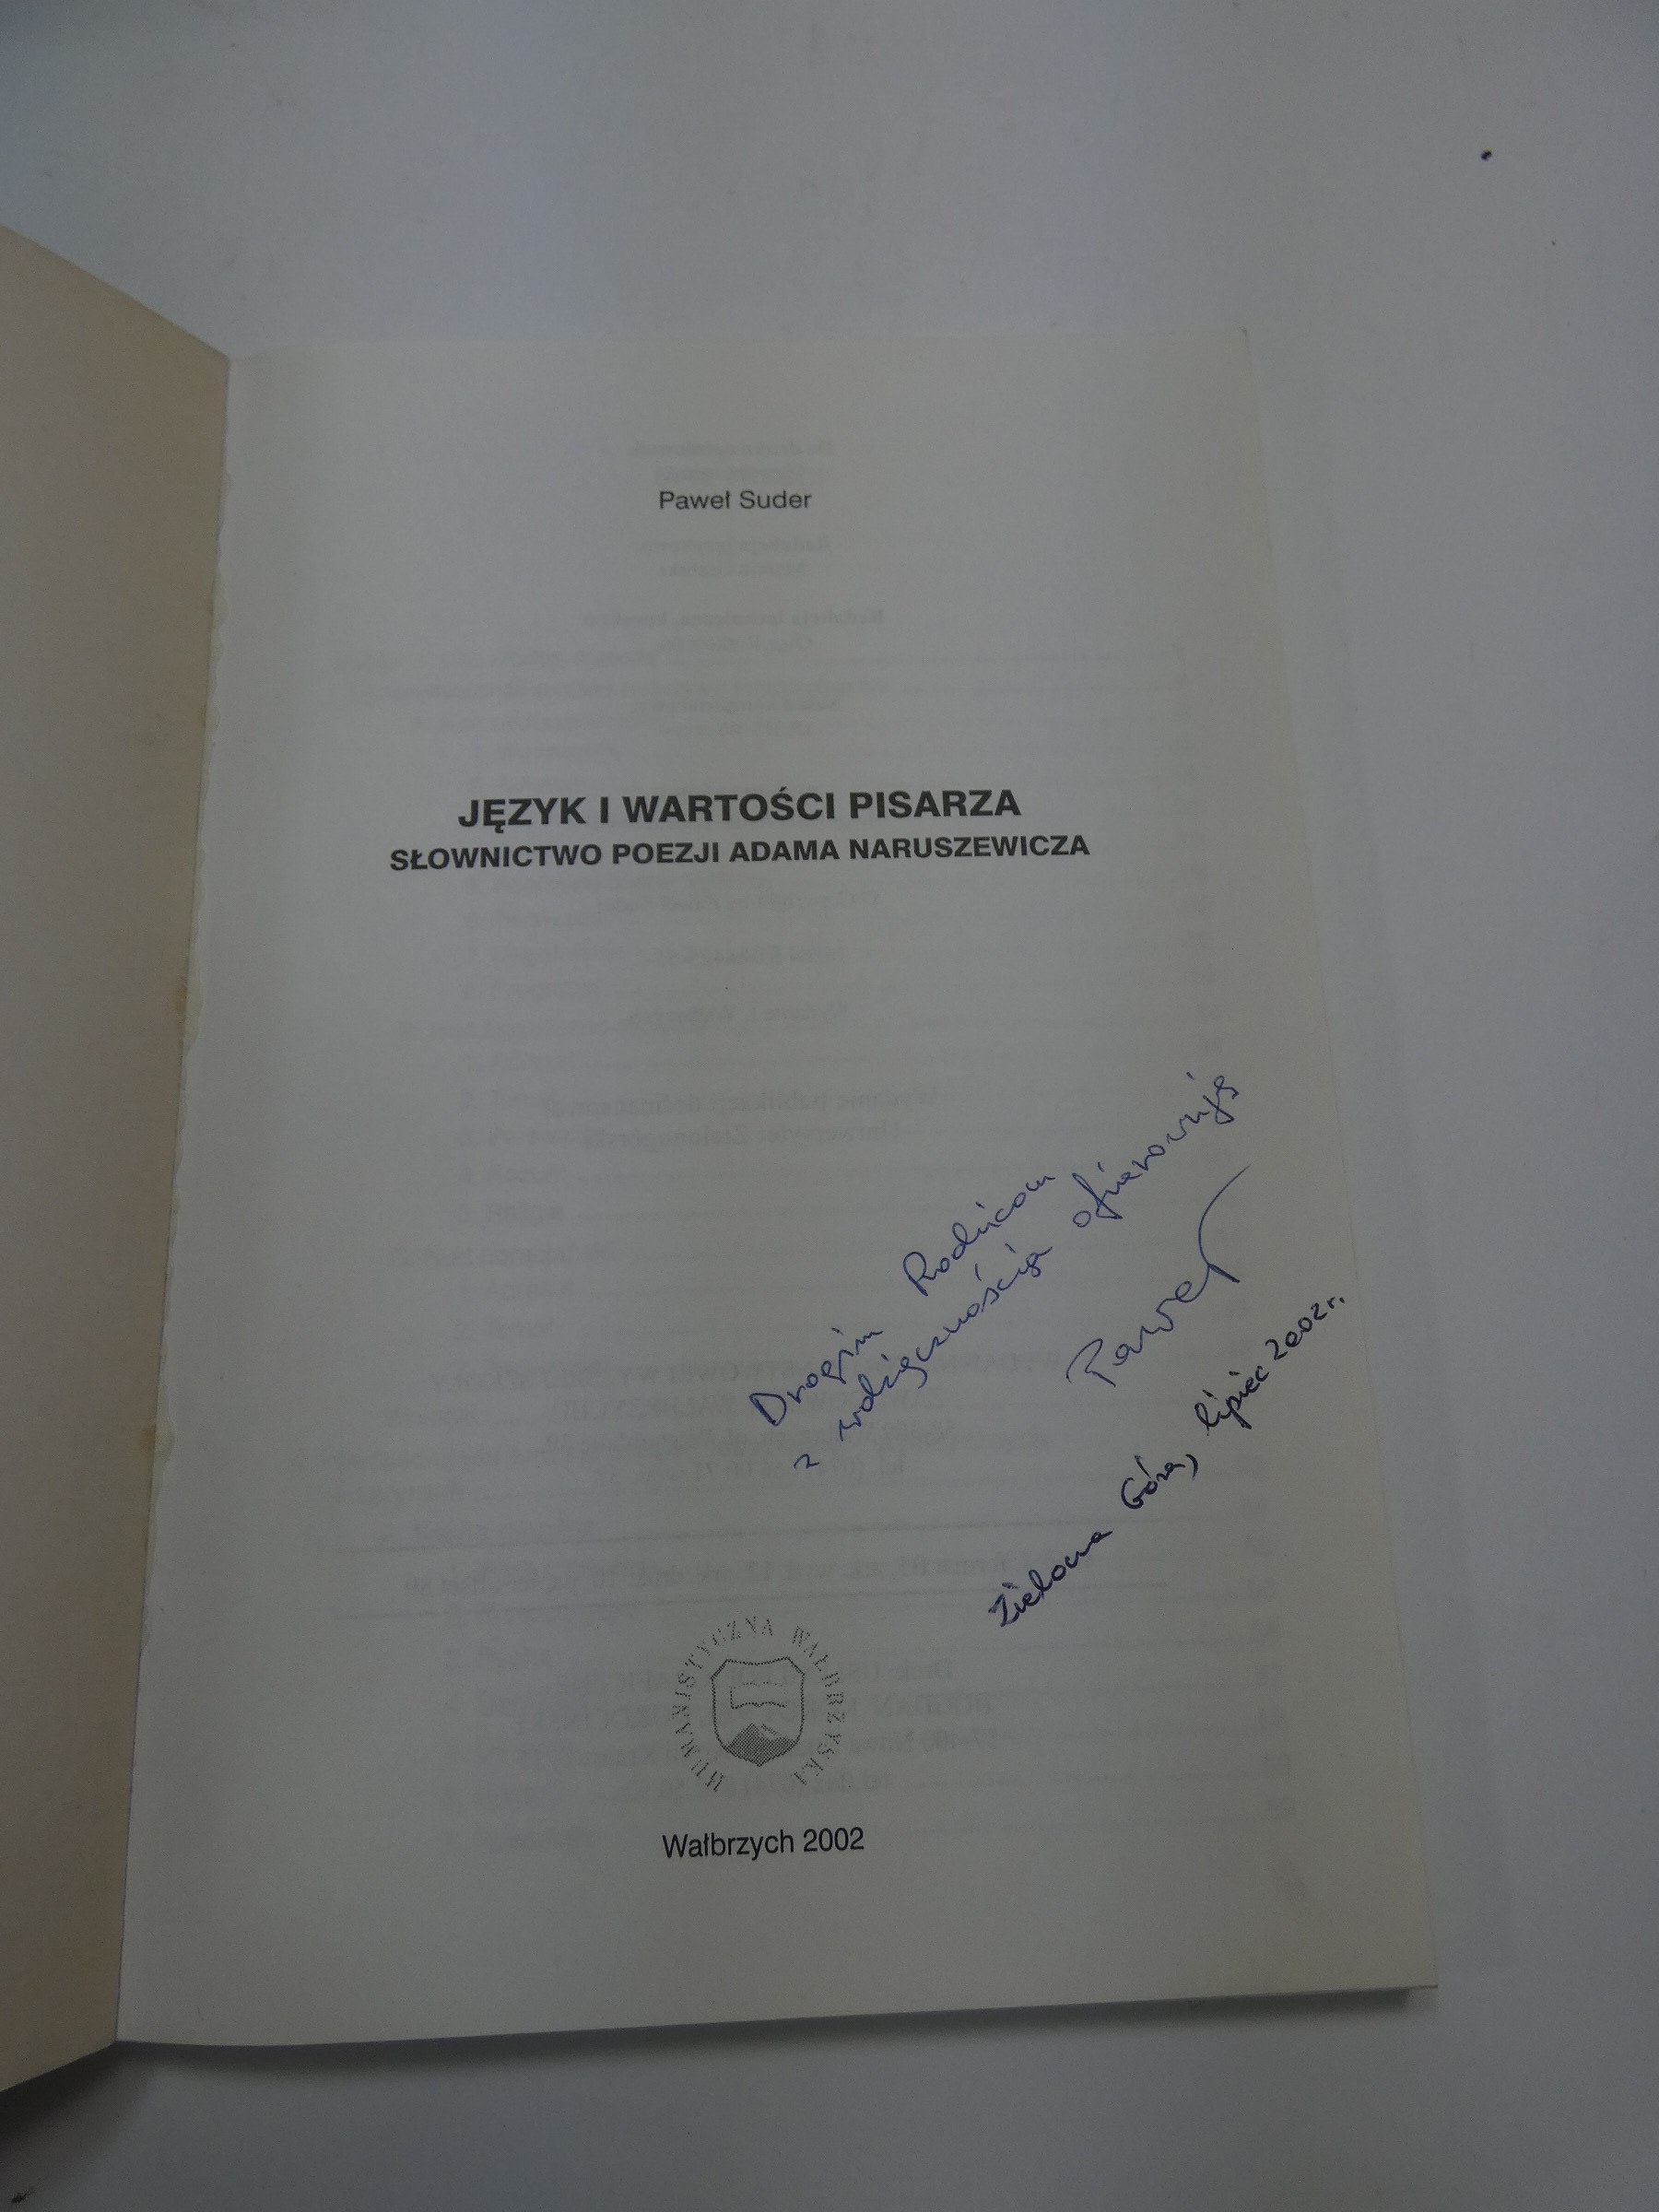 Paweł Suder
JĘZYK I WARTOŚCI PISARZA
SŁOWNICTWO POEZJI ADAMA NARUSZEWICZA
Drogim Rodzicom
z wdzięcznością ofiarowuję
Paweł
Zielona Góra, lipiec 2002r.
HUMANISTYCZNA WAŁBRZYSKA
Wałbrzych 2002